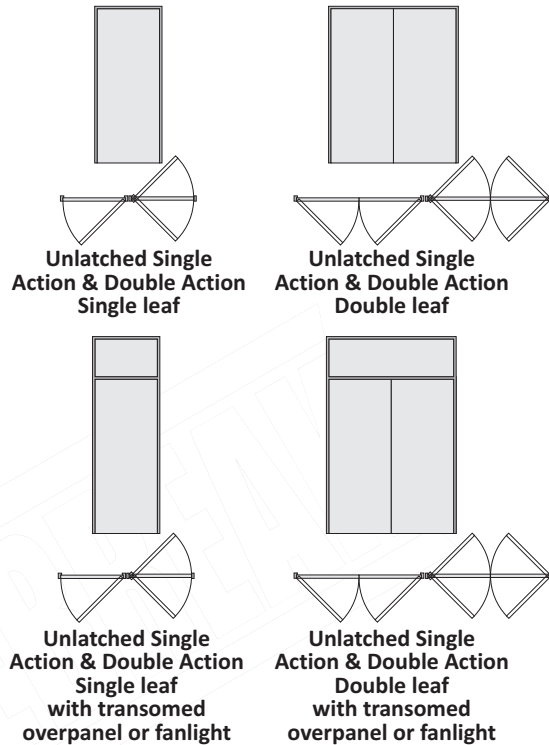 Unlatched Single
Action & Double Action
Single leaf
Unlatched Single
Action & Double Action
Double leaf
Unlatched Single
Action & Double Action
Single leaf
with transomed
overpanel or fanlight
Unlatched Single
Action & Double Action
Double leaf
with transomed
overpanel or fanlight